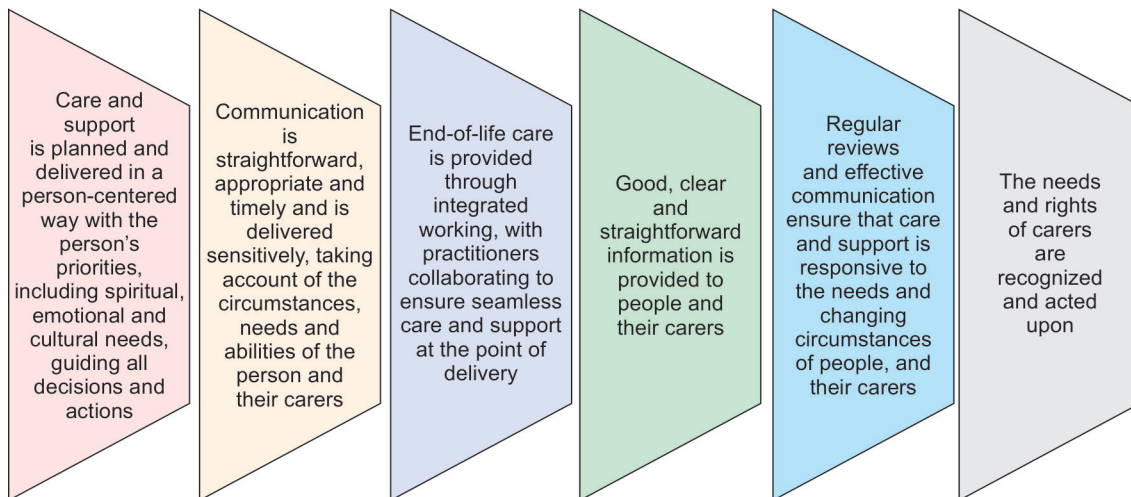 Care and
support
is planned and
delivered in a
person-centered
way with the
person’s
priorities,
including spiritual,
emotional and
cultural needs,
guiding all
decisions and
actions
Communication
is
straightforward,
appropriate and
timely and is
delivered
sensitively, taking
account of the
circumstances,
needs and
abilities of the
person and
their carers
End-of-life care
is provided
through
integrated
working, with
practitioners
collaborating to
ensure seamless
care and support
at the point of
delivery
Good, clear
and
straightforward
information is
provided to
people and
their carers
Regular
reviews
and effective
communication
ensure that care
and support is
responsive to
the needs and
changing
circumstances
of people, and
their carers
The needs
and rights
of carers
are
recognized
and acted
upon